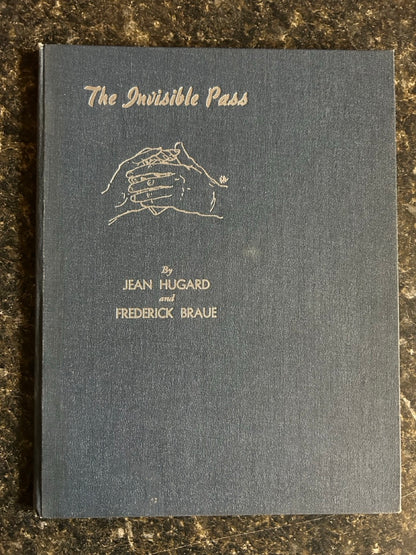 The Invisible Pass
By
JEAN HUGARD
and
FREDERICK BRAUE